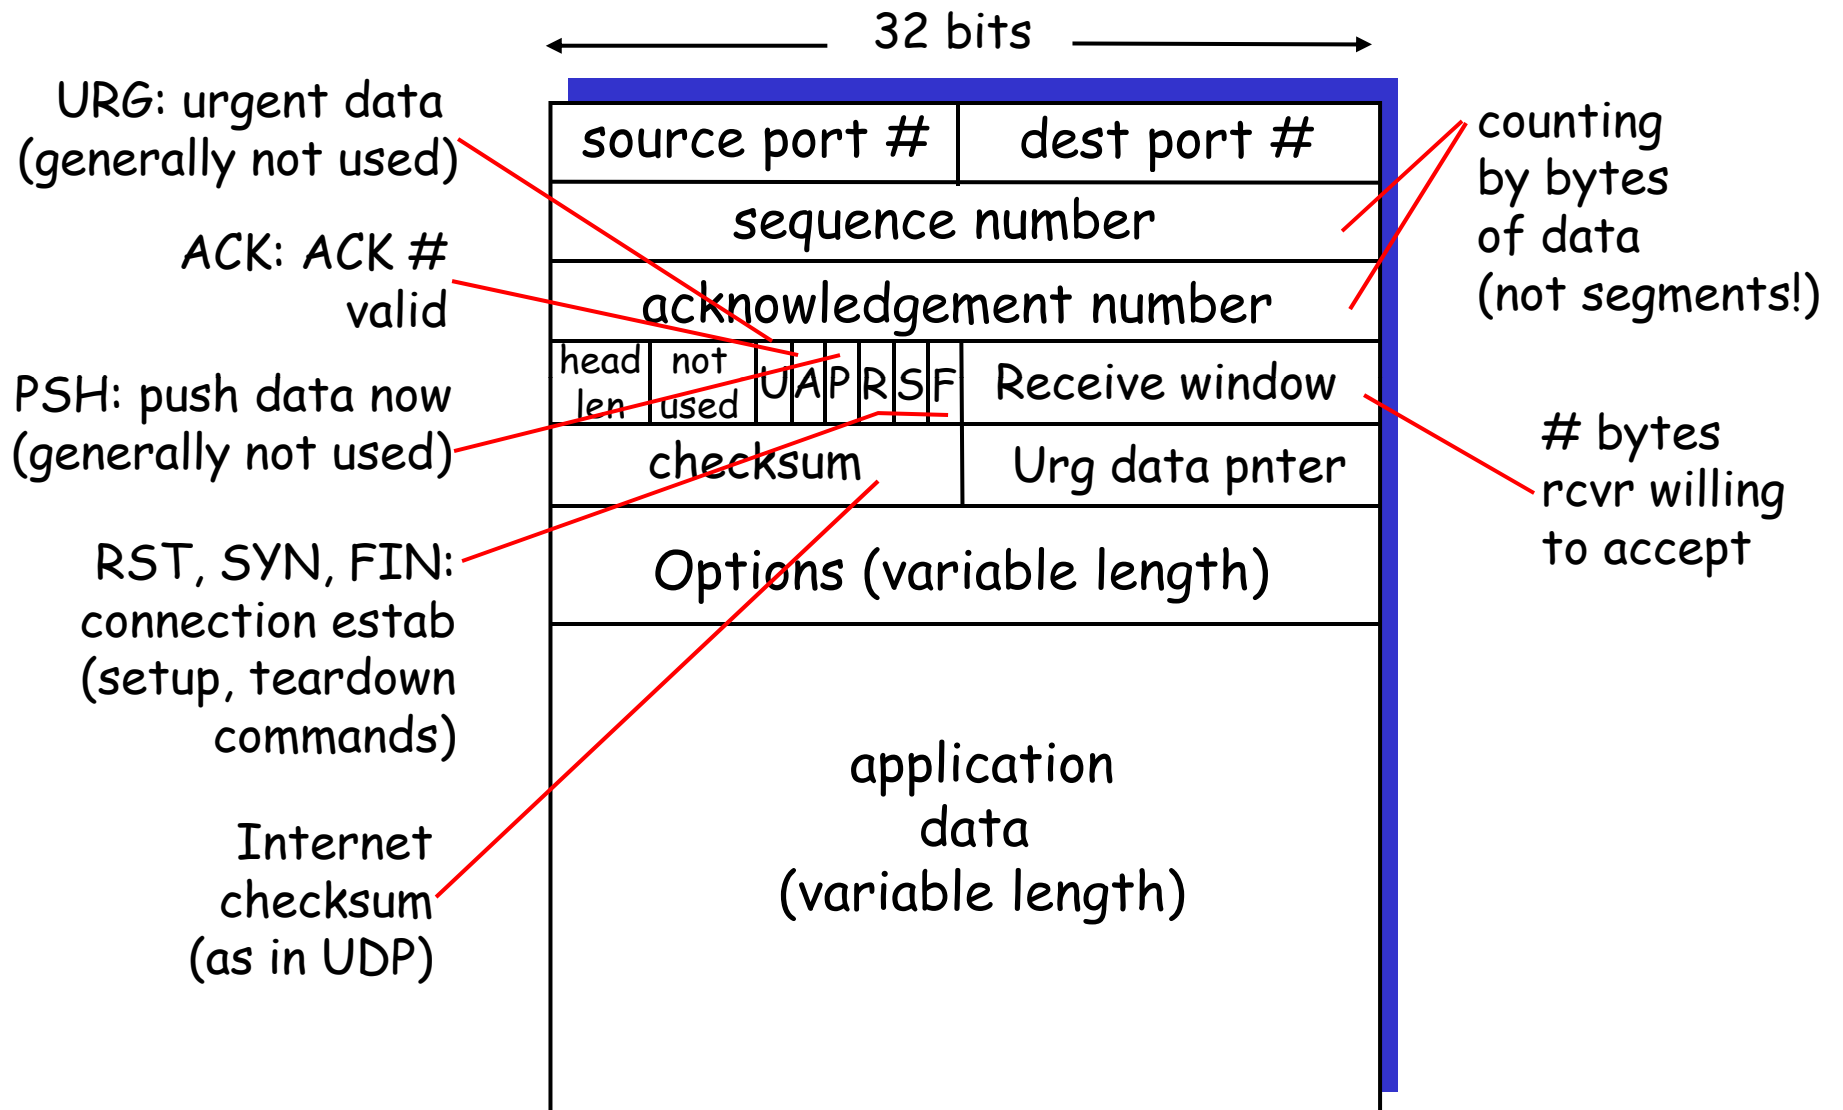 32 bits
URG: urgent data
(generally not used)
ACK: ACK #
valid
PSH: push data now
(generally not used)
RST, SYN, FIN:
connection estab
(setup, teardown
commands)
Internet
checksum
(as in UDP)
source port #
dest port #
sequence number
acknowledgement number
head
len
not
used
U
A
P
R
S
F
Receive window
checksum
Urg data pnter
Options (variable length)
application
data
(variable length)
counting
by bytes
of data
(not segments!)
# bytes
rcvr willing
to accept